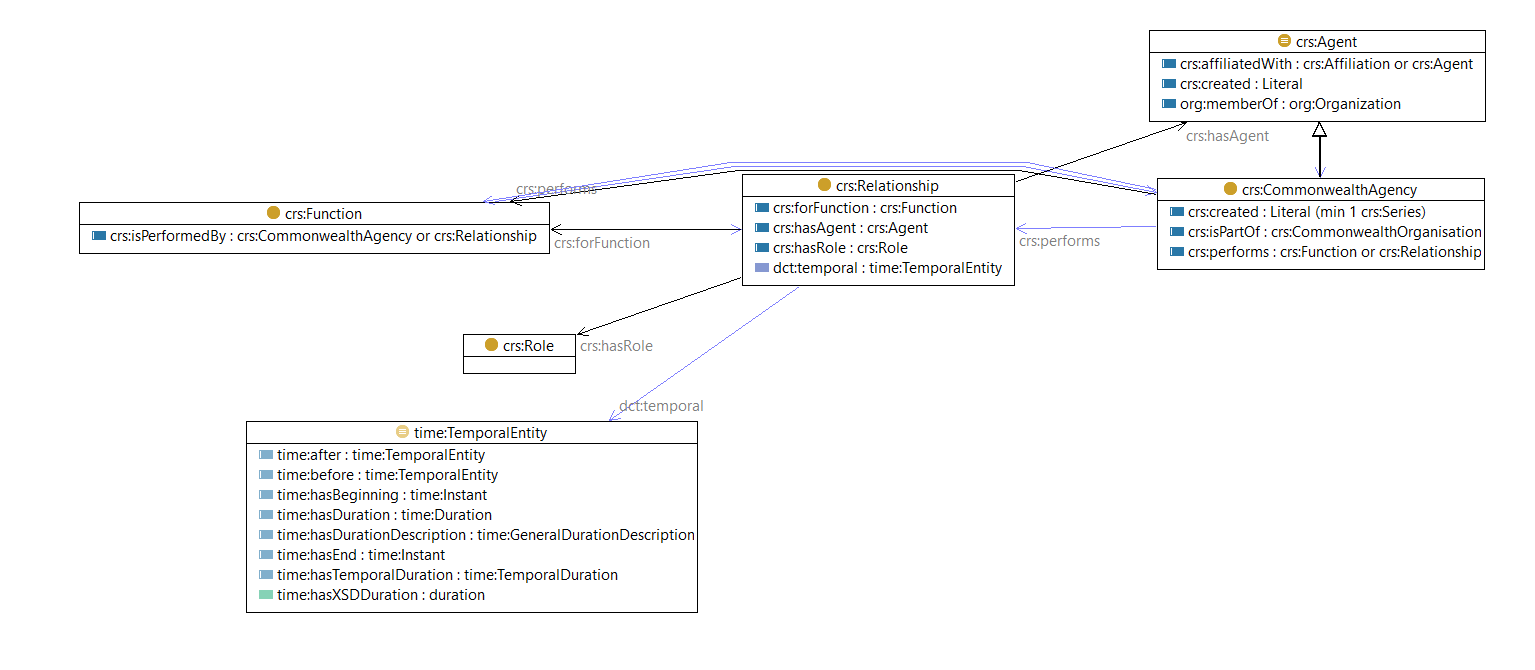 crs:Agent
crs:affiliatedWith : crs:Affiliation or crs:Agent
crs:created : Literal
org:memberOf : org:Organization
crs:hasAgent
crs:performs
crs:Relationship
crs:forFunction : crs:Function
crs:hasAgent : crs:Agent
crs:hasRole : crs:Role
dct:temporal : time:TemporalEntity
crs:CommonwealthAgency
crs:created : Literal (min 1 crs:Series)
crs:isPartOf : crs:CommonwealthOrganisation
crs:performs : crs:Function or crs:Relationship
crs:Function
crs:isPerformedBy : crs:CommonwealthAgency or crs:Relationship
crs:forFunction
crs:performs
crs:Role
crs:hasRole
dct:temporal
time:TemporalEntity
time:after : time:TemporalEntity
time:before : time:TemporalEntity
time:hasBeginning : time:Instant
time:hasDuration : time:Duration
time:hasDurationDescription : time:GeneralDurationDescription
time:hasEnd : time:Instant
time:hasTemporalDuration : time:TemporalDuration
time:hasXSDDuration : duration